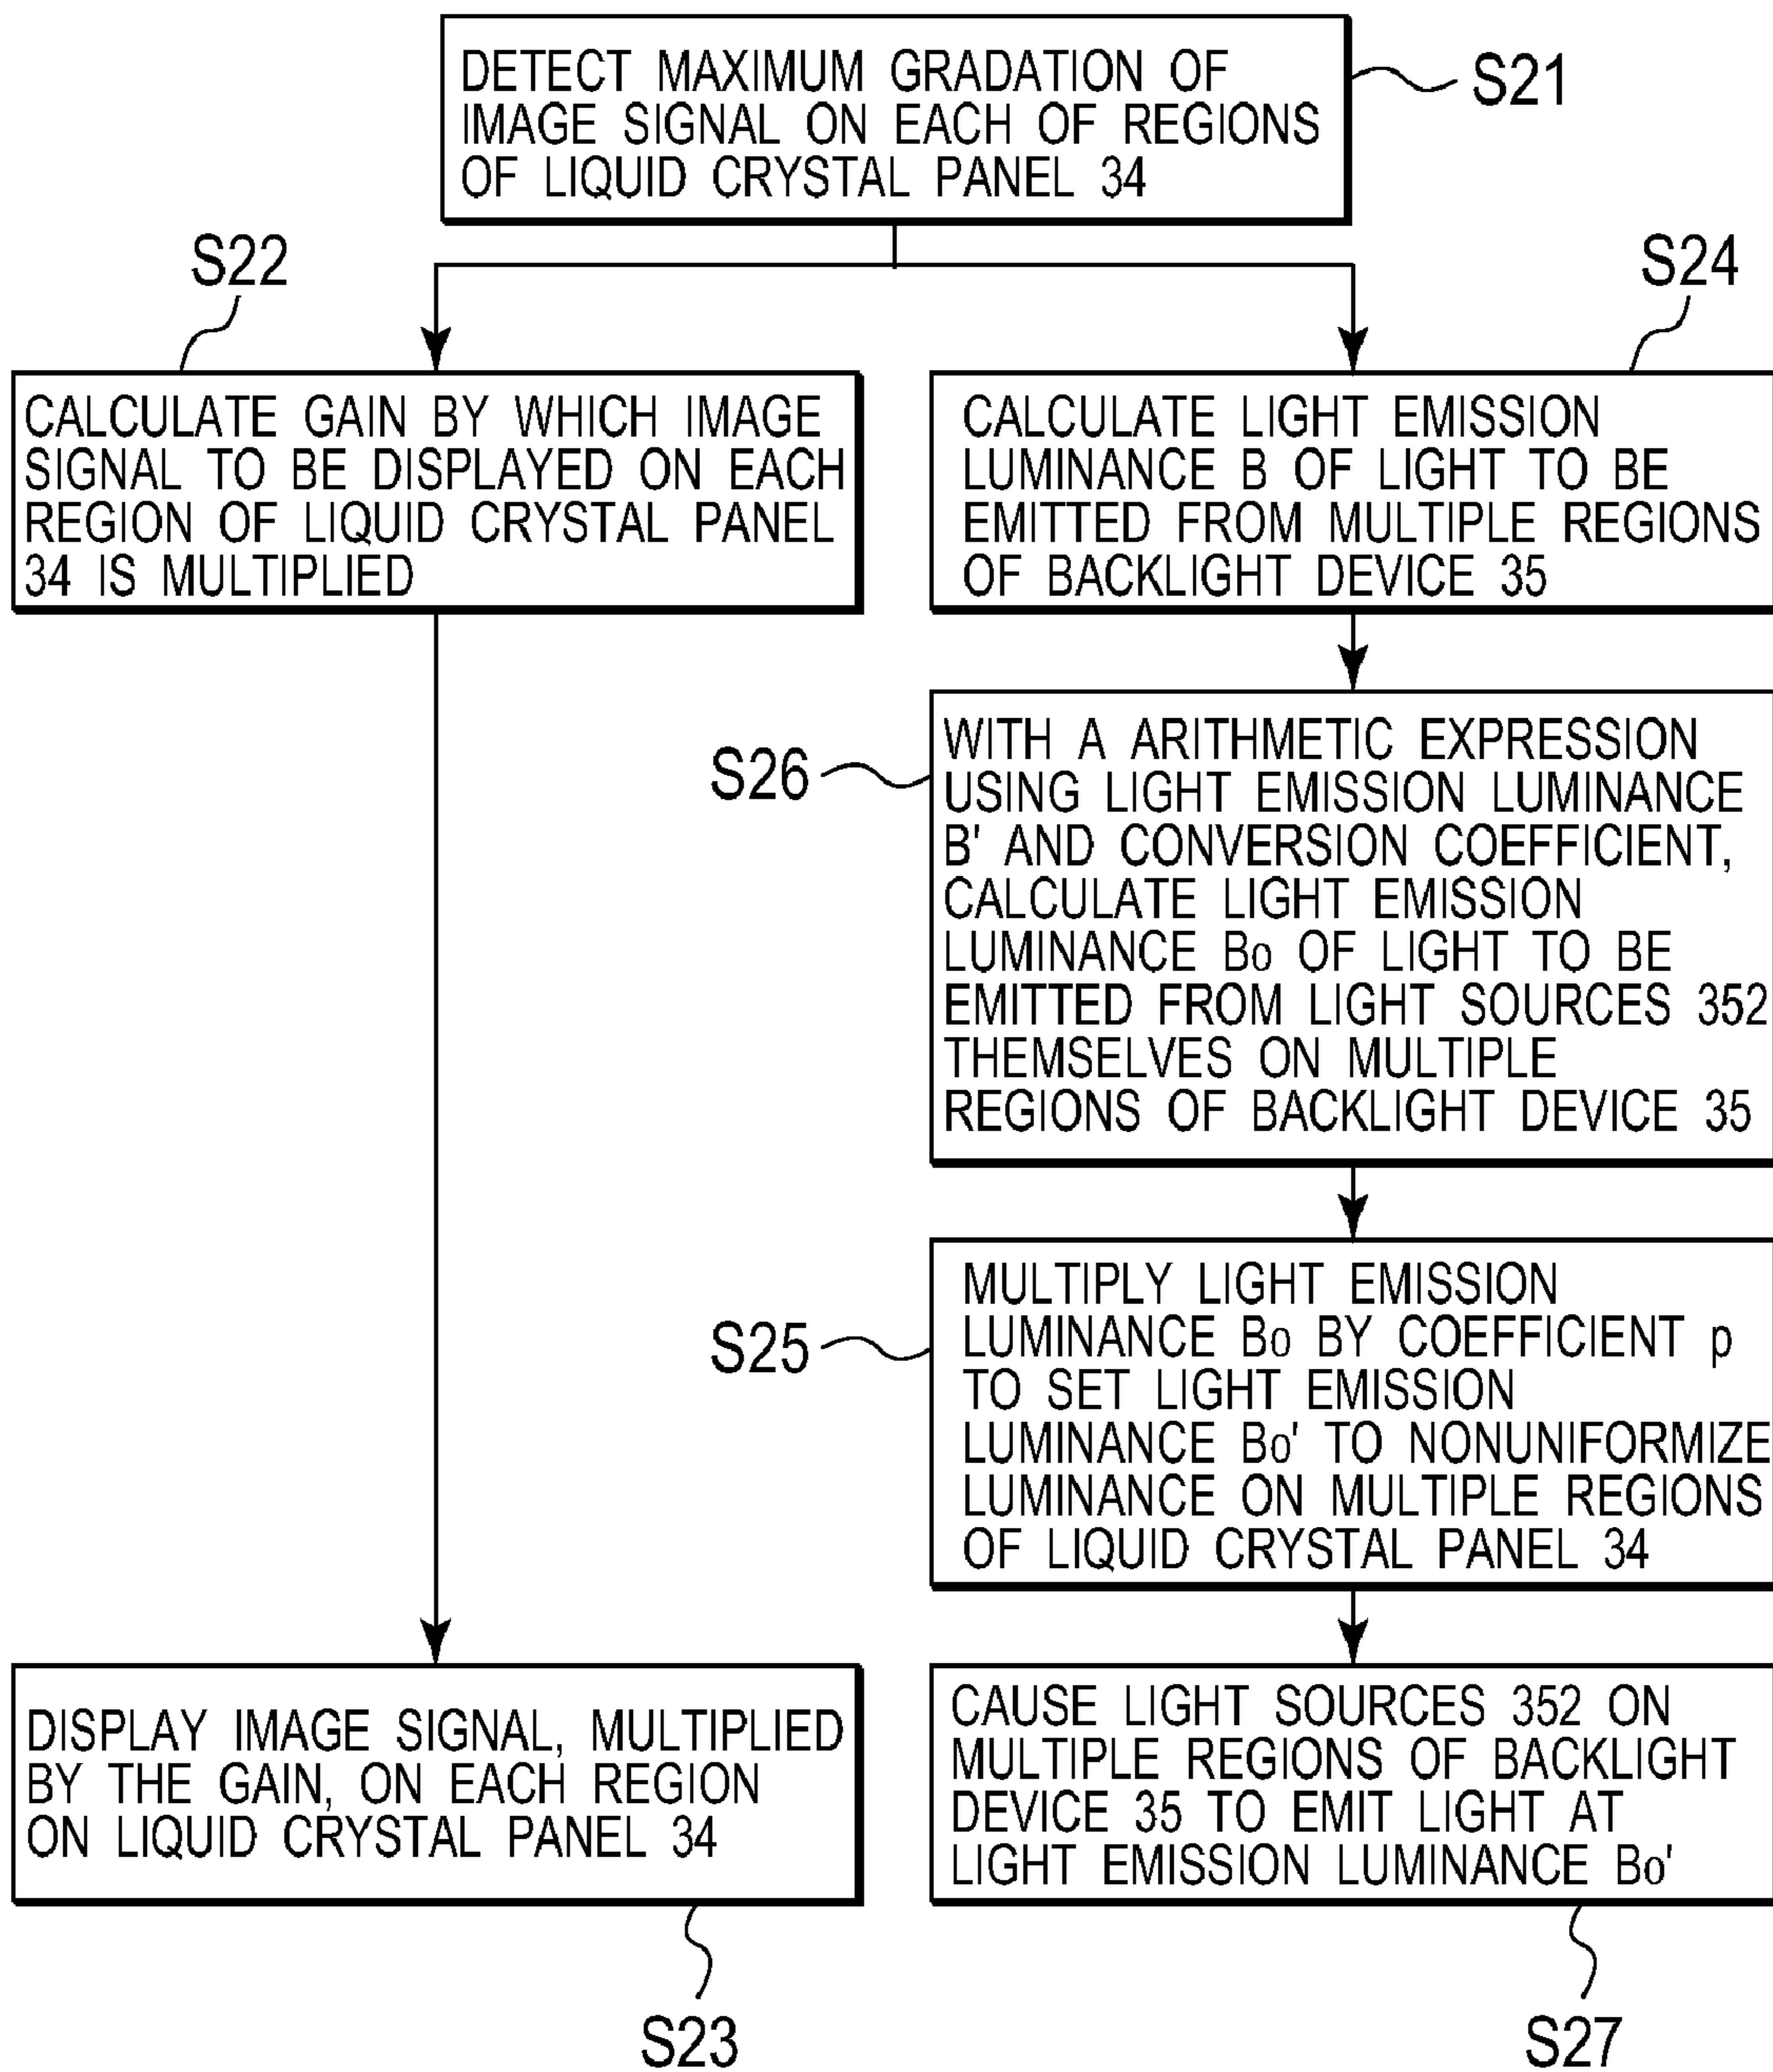 DETECT MAXIMUM GRADATION OF
IMAGE SIGNAL ON EACH OF REGIONS
OF LIQUID CRYSTAL PANEL 34
S21
S22
CALCULATE GAIN BY WHICH IMAGE
SIGNAL TO BE DISPLAYED ON EACH
REGION OF LIQUID CRYSTAL PANEL
34 IS MULTIPLIED
S24
CALCULATE LIGHT EMISSION
LUMINANCE B OF LIGHT TO BE
EMITTED FROM MULTIPLE REGIONS
OF BACKLIGHT DEVICE 35
S26
WITH A ARITHMETIC EXPRESSION
USING LIGHT EMISSION LUMINANCE
B' AND CONVERSION COEFFICIENT,
CALCULATE LIGHT EMISSION
LUMINANCE Bo OF LIGHT TO BE
EMITTED FROM LIGHT SOURCES 352
THEMSELVES ON MULTIPLE
REGIONS OF BACKLIGHT DEVICE 35
S25
MULTIPLY LIGHT EMISSION
LUMINANCE Bo BY COEFFICIENT p
TO SET LIGHT EMISSION
LUMINANCE Bo' TO NONUNIFORMIZE
LUMINANCE ON MULTIPLE REGIONS
OF LIQUID CRYSTAL PANEL 34
DISPLAY IMAGE SIGNAL, MULTIPLIED
BY THE GAIN, ON EACH REGION
ON LIQUID CRYSTAL PANEL 34
S23
CAUSE LIGHT SOURCES 352 ON
MULTIPLE REGIONS OF BACKLIGHT
DEVICE 35 TO EMIT LIGHT AT
LIGHT EMISSION LUMINANCE Bo'
S27